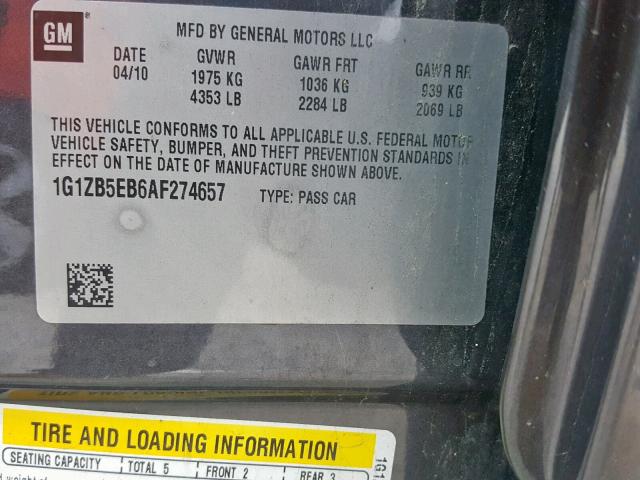 GM
MFD BY GENERAL MOTORS LLC
DATE GVWR GAWR FRT GAWR RR
04/10 1975 KG 1036 KG 939 KG
4353 LB 2284 LB 2069 LB
THIS VEHICLE CONFORMS TO ALL APPLICABLE U.S. FEDERAL MOTOR
VEHICLE SAFETY, BUMPER, AND THEFT PREVENTION STANDARDS IN
EFFECT ON THE DATE OF MANUFACTURE SHOWN ABOVE.
1G1ZB5EB6AF274657 TYPE: PASS CAR
TIRE AND LOADING INFORMATION
SEATING CAPACITY TOTAL 5 FRONT 2 REAR 3